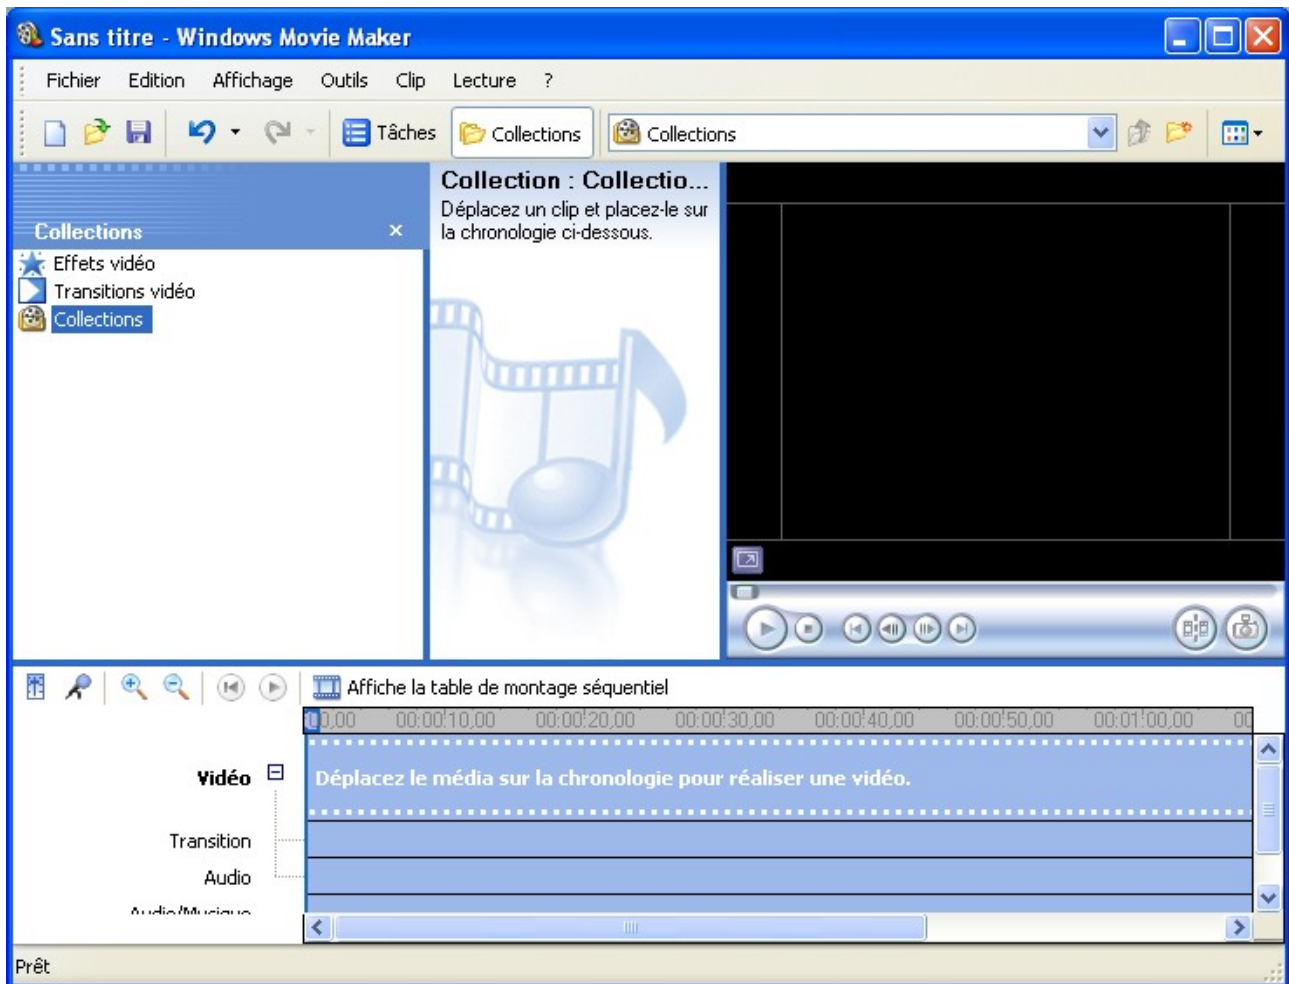 Sans titre - Windows Movie Maker
Fichier Edition Affichage Outils Clip Lecture ?
Tâches Collections Collections
Collections
Effets vidéo
Transitions vidéo
Collections
Collection : Collectio...
Déplacez un clip et placez-le sur
la chronologie ci-dessous.
Affiche la table de montage séquentiel
00:00:10,00 00:00:20,00 00:00:30,00 00:00:40,00 00:00:50,00 00:01:00,00
Vidéo
Déplacez le média sur la chronologie pour réaliser une vidéo.
Transition
Audio
Audio/Musique
Prêt